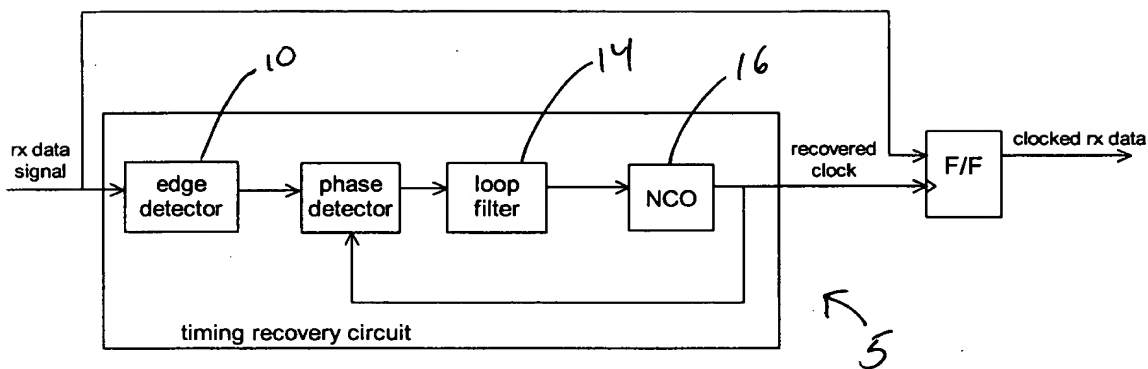 10
14
16
rx data
signal
edge
detector
phase
detector
loop
filter
NCO
recovered
clock
F/F
clocked rx data
timing recovery circuit
5